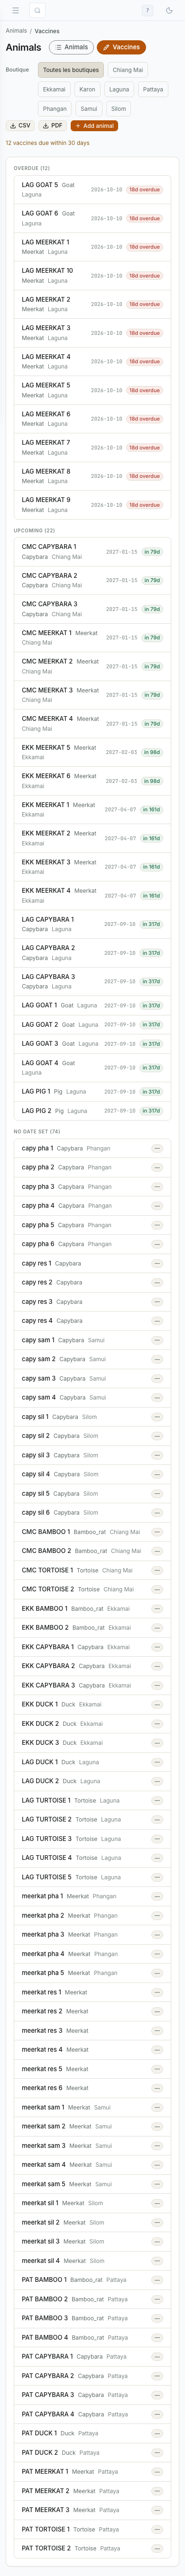 ?
Animals / Vaccines
Animals
Animals
Vaccines
Boutique
Toutes les boutiques
Chiang Mai
Ekkamai
Karon
Laguna
Pattaya
Phangan
Samui
Silom
CSV
PDF
+ Add animal
12 vaccines due within 30 days
OVERDUE (12)
LAG GOAT 5 Goat
Laguna
2026-10-10 18d overdue
LAG GOAT 6 Goat
Laguna
2026-10-10 18d overdue
LAG MEERKAT 1
Meerkat Laguna
2026-10-10 18d overdue
LAG MEERKAT 10
Meerkat Laguna
2026-10-10 18d overdue
LAG MEERKAT 2
Meerkat Laguna
2026-10-10 18d overdue
LAG MEERKAT 3
Meerkat Laguna
2026-10-10 18d overdue
LAG MEERKAT 4
Meerkat Laguna
2026-10-10 18d overdue
LAG MEERKAT 5
Meerkat Laguna
2026-10-10 18d overdue
LAG MEERKAT 6
Meerkat Laguna
2026-10-10 18d overdue
LAG MEERKAT 7
Meerkat Laguna
2026-10-10 18d overdue
LAG MEERKAT 8
Meerkat Laguna
2026-10-10 18d overdue
LAG MEERKAT 9
Meerkat Laguna
2026-10-10 18d overdue
UPCOMING (22)
CMC CAPYBARA 1
Capybara Chiang Mai
2027-01-15 in 79d
CMC CAPYBARA 2
Capybara Chiang Mai
2027-01-15 in 79d
CMC CAPYBARA 3
Capybara Chiang Mai
2027-01-15 in 79d
CMC MEERKAT 1 Meerkat
Chiang Mai
2027-01-15 in 79d
CMC MEERKAT 2 Meerkat
Chiang Mai
2027-01-15 in 79d
CMC MEERKAT 3 Meerkat
Chiang Mai
2027-01-15 in 79d
CMC MEERKAT 4 Meerkat
Chiang Mai
2027-01-15 in 79d
EKK MEERKAT 5 Meerkat
Ekkamai
2027-02-03 in 98d
EKK MEERKAT 6 Meerkat
Ekkamai
2027-02-03 in 98d
EKK MEERKAT 1 Meerkat
Ekkamai
2027-04-07 in 161d
EKK MEERKAT 2 Meerkat
Ekkamai
2027-04-07 in 161d
EKK MEERKAT 3 Meerkat
Ekkamai
2027-04-07 in 161d
EKK MEERKAT 4 Meerkat
Ekkamai
2027-04-07 in 161d
LAG CAPYBARA 1
Capybara Laguna
2027-09-10 in 317d
LAG CAPYBARA 2
Capybara Laguna
2027-09-10 in 317d
LAG CAPYBARA 3
Capybara Laguna
2027-09-10 in 317d
LAG GOAT 1 Goat Laguna 2027-09-10 in 317d
LAG GOAT 2 Goat Laguna 2027-09-10 in 317d
LAG GOAT 3 Goat Laguna 2027-09-10 in 317d
LAG GOAT 4 Goat
Laguna
2027-09-10 in 317d
LAG PIG 1 Pig Laguna 2027-09-10 in 317d
LAG PIG 2 Pig Laguna 2027-09-10 in 317d
NO DATE SET (74)
capy pha 1 Capybara Phangan —
capy pha 2 Capybara Phangan —
capy pha 3 Capybara Phangan —
capy pha 4 Capybara Phangan —
capy pha 5 Capybara Phangan —
capy pha 6 Capybara Phangan —
capy res 1 Capybara —
capy res 2 Capybara —
capy res 3 Capybara —
capy res 4 Capybara —
capy sam 1 Capybara Samui —
capy sam 2 Capybara Samui —
capy sam 3 Capybara Samui —
capy sam 4 Capybara Samui —
capy sil 1 Capybara Silom —
capy sil 2 Capybara Silom —
capy sil 3 Capybara Silom —
capy sil 4 Capybara Silom —
capy sil 5 Capybara Silom —
capy sil 6 Capybara Silom —
CMC BAMBOO 1 Bamboo_rat Chiang Mai —
CMC BAMBOO 2 Bamboo_rat Chiang Mai —
CMC TORTOISE 1 Tortoise Chiang Mai —
CMC TORTOISE 2 Tortoise Chiang Mai —
EKK BAMBOO 1 Bamboo_rat Ekkamai —
EKK BAMBOO 2 Bamboo_rat Ekkamai —
EKK CAPYBARA 1 Capybara Ekkamai —
EKK CAPYBARA 2 Capybara Ekkamai —
EKK CAPYBARA 3 Capybara Ekkamai —
EKK DUCK 1 Duck Ekkamai —
EKK DUCK 2 Duck Ekkamai —
EKK DUCK 3 Duck Ekkamai —
LAG DUCK 1 Duck Laguna —
LAG DUCK 2 Duck Laguna —
LAG TORTOISE 1 Tortoise Laguna —
LAG TORTOISE 2 Tortoise Laguna —
LAG TORTOISE 3 Tortoise Laguna —
LAG TORTOISE 4 Tortoise Laguna —
LAG TORTOISE 5 Tortoise Laguna —
meerkat pha 1 Meerkat Phangan —
meerkat pha 2 Meerkat Phangan —
meerkat pha 3 Meerkat Phangan —
meerkat pha 4 Meerkat Phangan —
meerkat pha 5 Meerkat Phangan —
meerkat res 1 Meerkat —
meerkat res 2 Meerkat —
meerkat res 3 Meerkat —
meerkat res 4 Meerkat —
meerkat res 5 Meerkat —
meerkat res 6 Meerkat —
meerkat sam 1 Meerkat Samui —
meerkat sam 2 Meerkat Samui —
meerkat sam 3 Meerkat Samui —
meerkat sam 4 Meerkat Samui —
meerkat sam 5 Meerkat Samui —
meerkat sil 1 Meerkat Silom —
meerkat sil 2 Meerkat Silom —
meerkat sil 3 Meerkat Silom —
meerkat sil 4 Meerkat Silom —
PAT BAMBOO 1 Bamboo_rat Pattaya —
PAT BAMBOO 2 Bamboo_rat Pattaya —
PAT BAMBOO 3 Bamboo_rat Pattaya —
PAT BAMBOO 4 Bamboo_rat Pattaya —
PAT CAPYBARA 1 Capybara Pattaya —
PAT CAPYBARA 2 Capybara Pattaya —
PAT CAPYBARA 3 Capybara Pattaya —
PAT CAPYBARA 4 Capybara Pattaya —
PAT DUCK 1 Duck Pattaya —
PAT DUCK 2 Duck Pattaya —
PAT MEERKAT 1 Meerkat Pattaya —
PAT MEERKAT 2 Meerkat Pattaya —
PAT MEERKAT 3 Meerkat Pattaya —
PAT TORTOISE 1 Tortoise Pattaya —
PAT TORTOISE 2 Tortoise Pattaya —